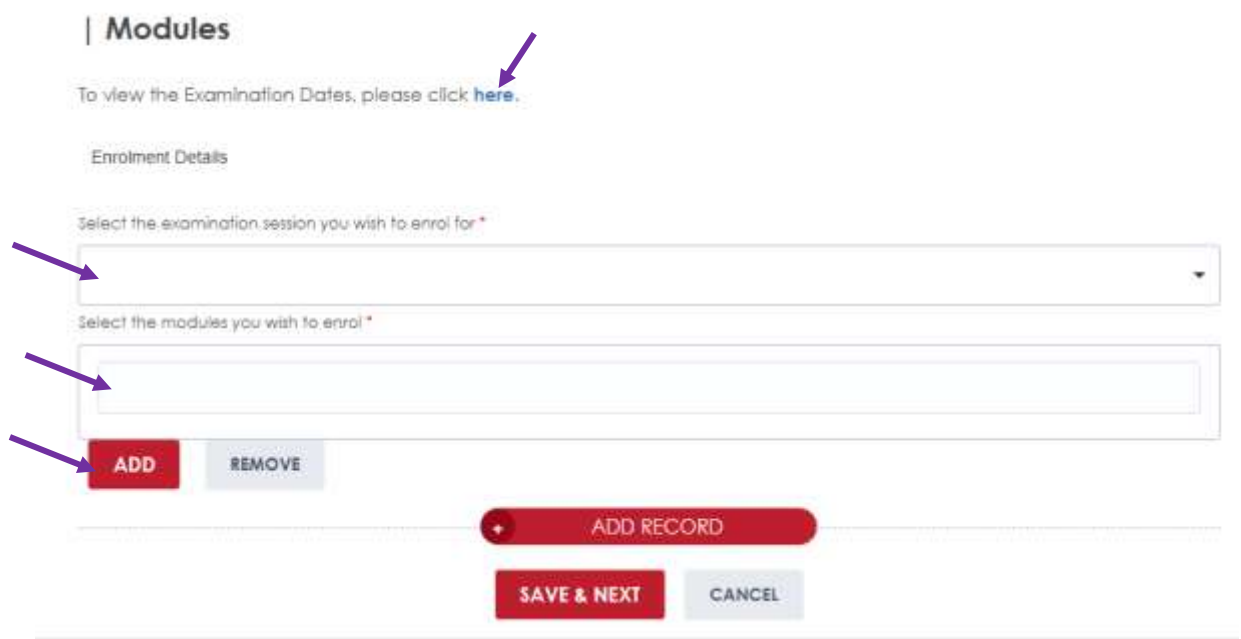 | Modules
To view the Examination Dates, please click here.
Enrolment Details
Select the examination session you wish to enrol for *
Select the modules you wish to enrol *
ADD REMOVE
+ ADD RECORD
SAVE & NEXT CANCEL